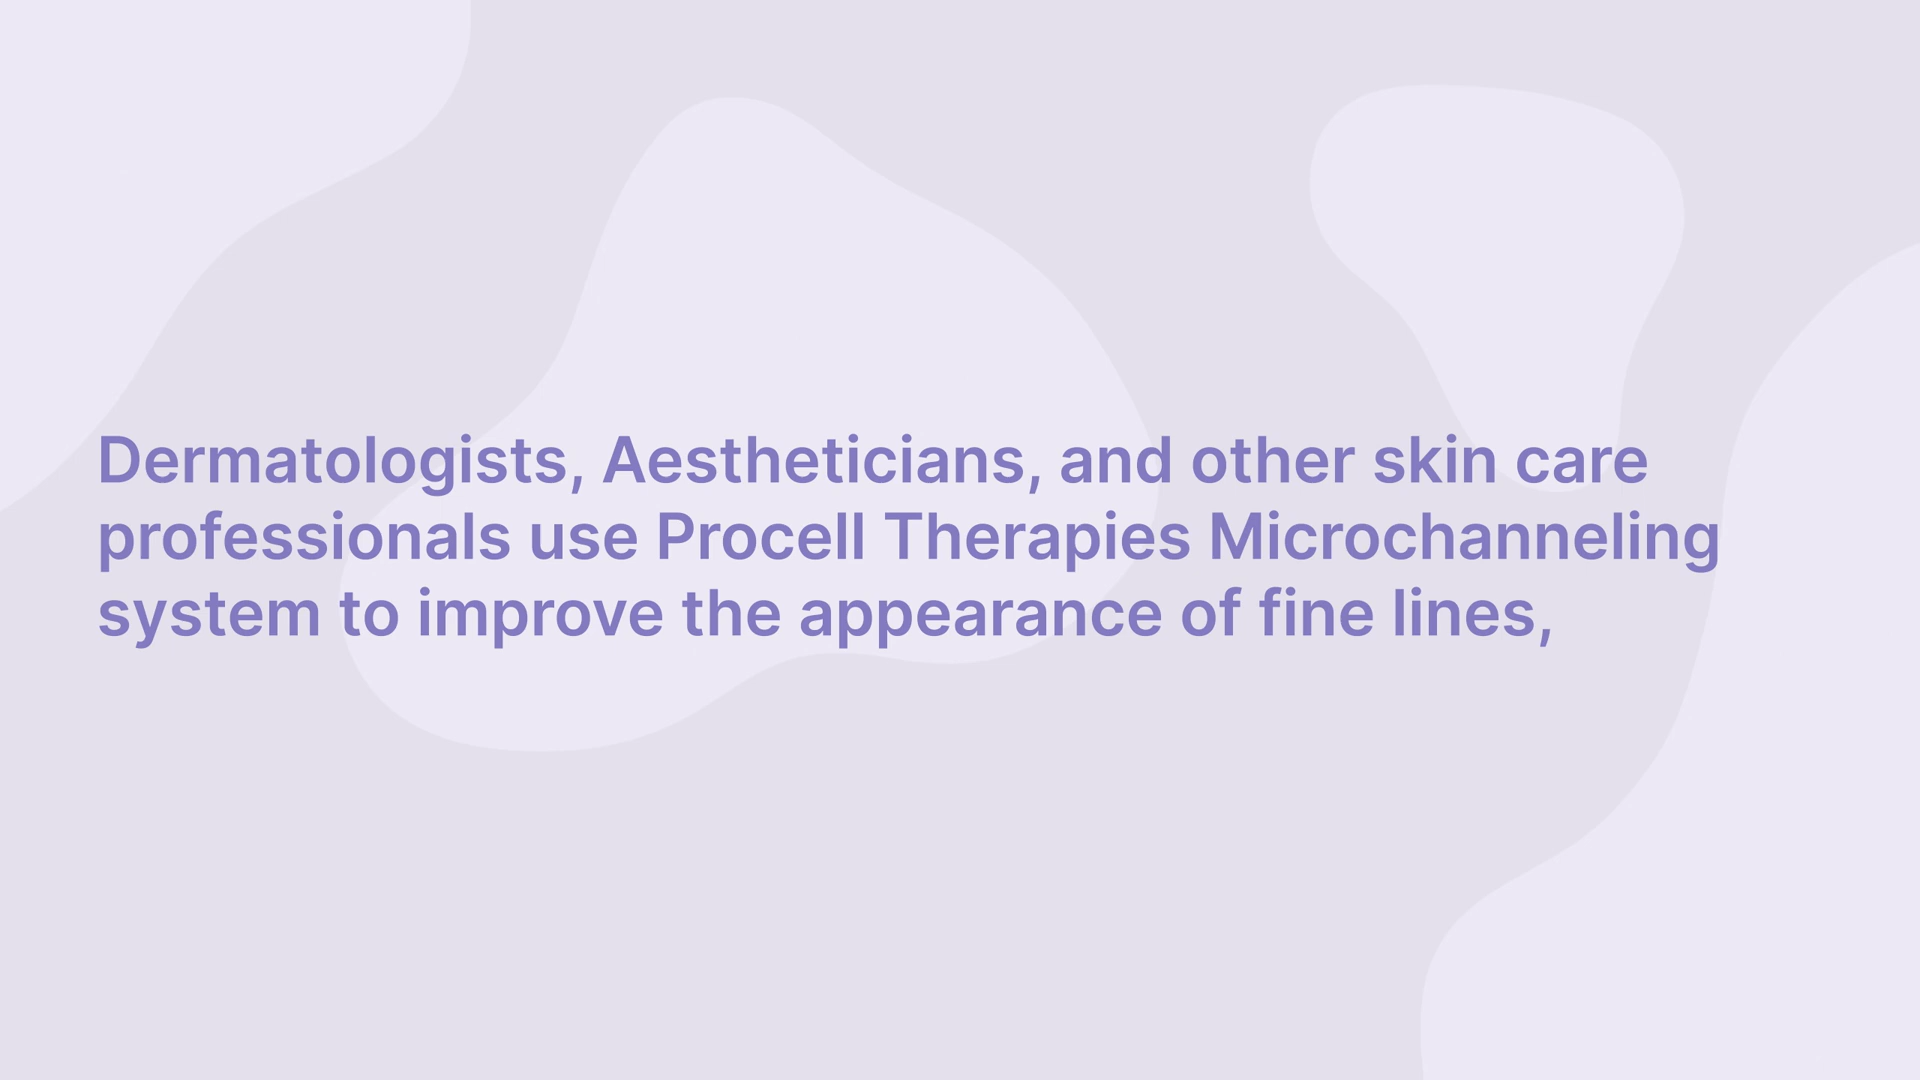 Dermatologists, Aestheticians, and other skin care
professionals use Procell Therapies Microchanneling
system to improve the appearance of fine lines,